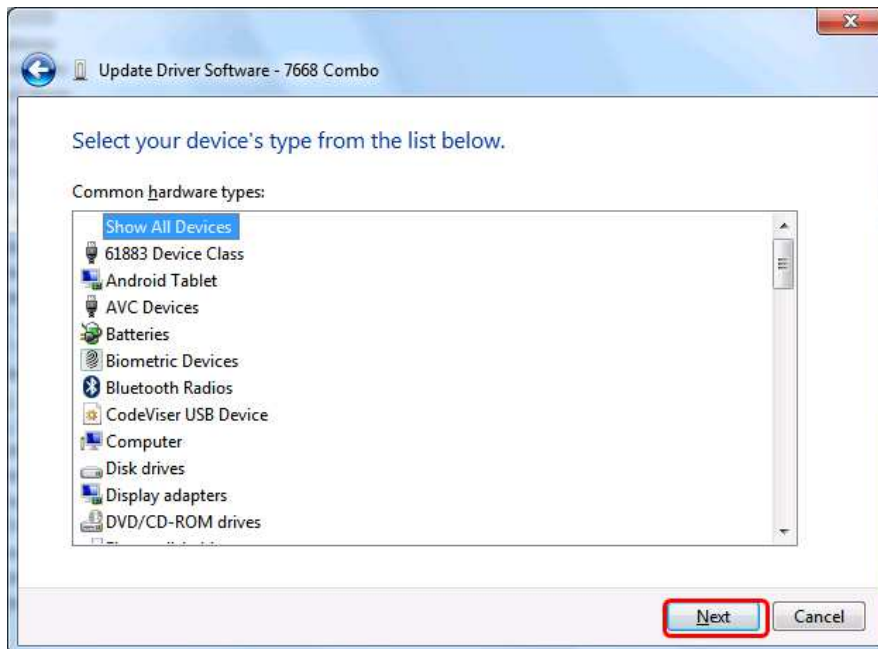 Update Driver Software - 7668 Combo
Select your device's type from the list below.
Common hardware types:
Show All Devices
61883 Device Class
Android Tablet
AVC Devices
Batteries
Biometric Devices
Bluetooth Radios
CodeViser USB Device
Computer
Disk drives
Display adapters
DVD/CD-ROM drives
Next
Cancel